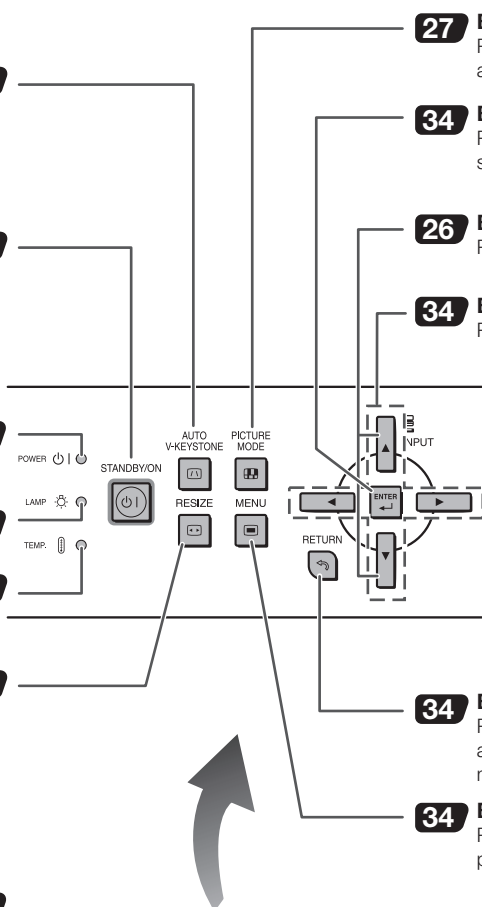 27
34
26
34
AUTO
V-KEYSTONE
PICTURE
MODE
POWER
STANDBY/ON
LAMP
RESIZE
MENU
ENTER
TEMP.
RETURN
34
34